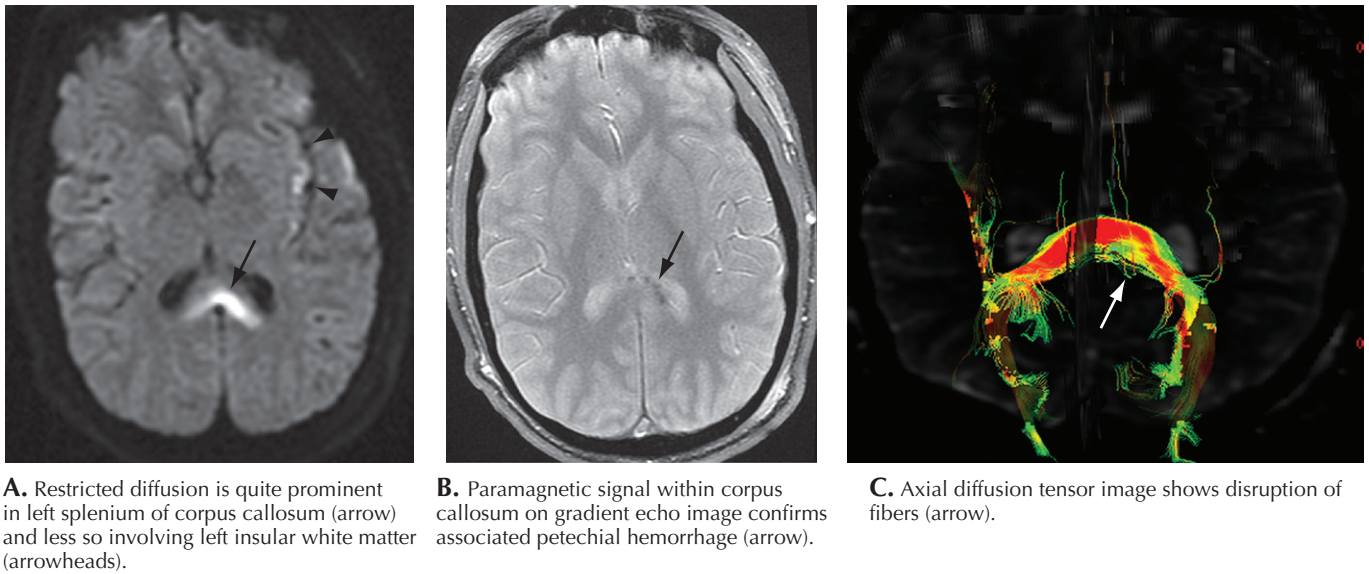 A. Restricted diffusion is quite prominent
in left splenium of corpus callosum (arrow)
and less so involving left insular white matter
(arrowheads).
B. Paramagnetic signal within corpus
callosum on gradient echo image confirms
associated petechial hemorrhage (arrow).
C. Axial diffusion tensor image shows disruption of
fibers (arrow).